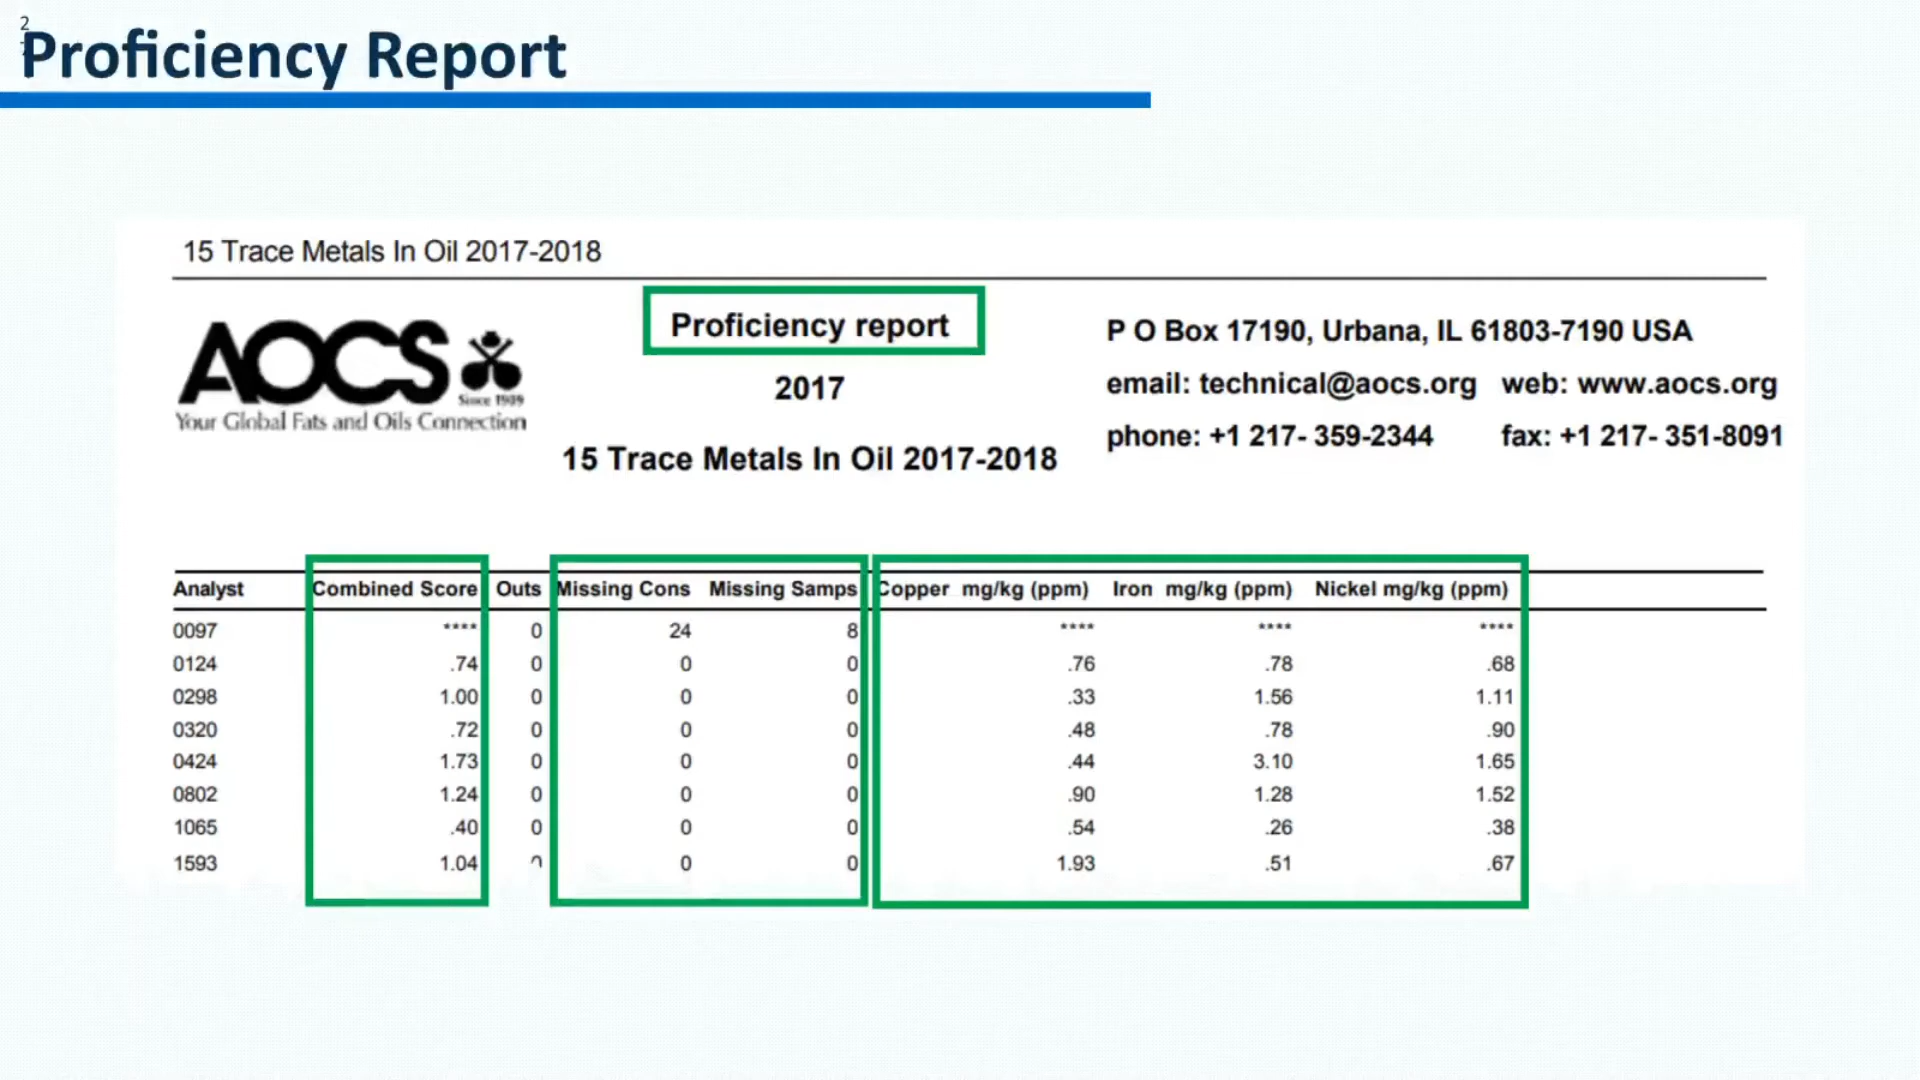 2
Proficiency Report
15 Trace Metals In Oil 2017-2018
AOCS
Since 1909
Your Global Fats and Oils Connection
Proficiency report
2017
15 Trace Metals In Oil 2017-2018
P O Box 17190, Urbana, IL 61803-7190 USA
email: technical@aocs.org web: www.aocs.org
phone: +1 217- 359-2344 fax: +1 217- 351-8091
Analyst Combined Score Outs Missing Cons Missing Samps Copper mg/kg (ppm) Iron mg/kg (ppm) Nickel mg/kg (ppm)
0097 **** 0 24 8 **** **** ****
0124 .74 0 0 0 .76 .78 .68
0298 1.00 0 0 0 .33 1.56 1.11
0320 .72 0 0 0 .48 .78 .90
0424 1.73 0 0 0 .44 3.10 1.65
0802 1.24 0 0 0 .90 1.28 1.52
1065 .40 0 0 0 .54 .26 .38
1593 1.04 0 0 0 1.93 .51 .67